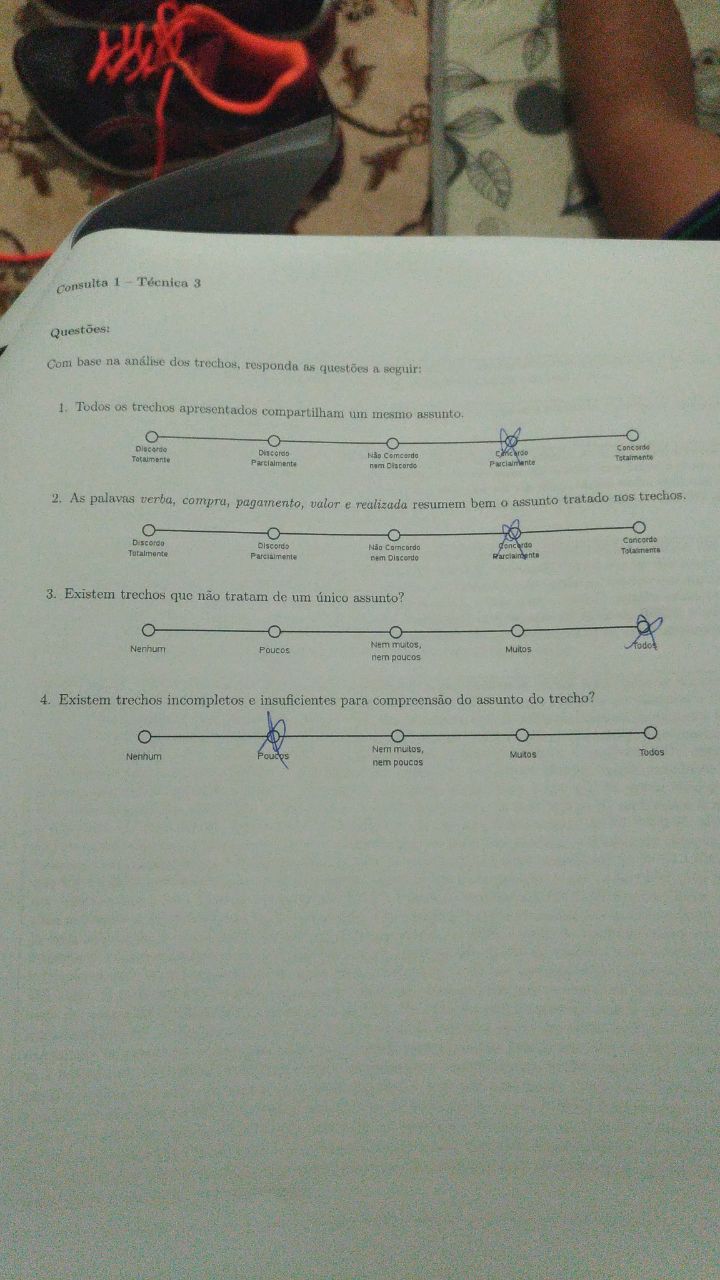 Consulta 1 – Técnica 3
Questões:
Com base na análise dos trechos, responda as questões a seguir:
1. Todos os trechos apresentados compartilham um mesmo assunto.
Discordo Totalmente
Discordo Parcialmente
Não Comcordo nem Discordo
Concordo Parcialmente
Concordo Totalmente
2. As palavas verba, compra, pagamento, valor e realizada resumem bem o assunto tratado nos trechos.
Discordo Totalmente
Discordo Parcialmente
Não Comcordo nem Discordo
Concordo Parcialmente
Concordo Totalmente
3. Existem trechos que não tratam de um único assunto?
Nenhum
Poucos
Nem muitos, nem poucos
Muitos
Todos
4. Existem trechos incompletos e insuficientes para compreensão do assunto do trecho?
Nenhum
Poucos
Nem muitos, nem poucos
Muitos
Todos